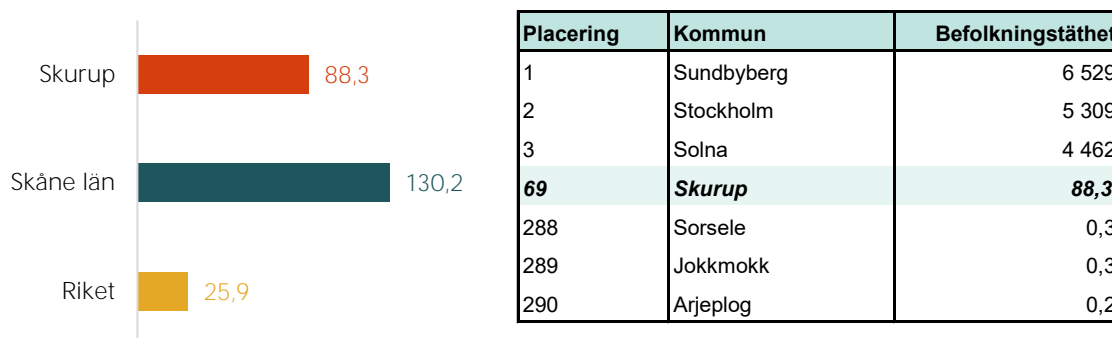 Skurup 88,3
Skåne län 130,2
Riket 25,9
Placering Kommun Befolkningstäthet
1 Sundbyberg 6 529
2 Stockholm 5 309
3 Solna 4 462
69 Skurup 88,3
288 Sorsele 0,3
289 Jokkmokk 0,3
290 Arjeplog 0,2